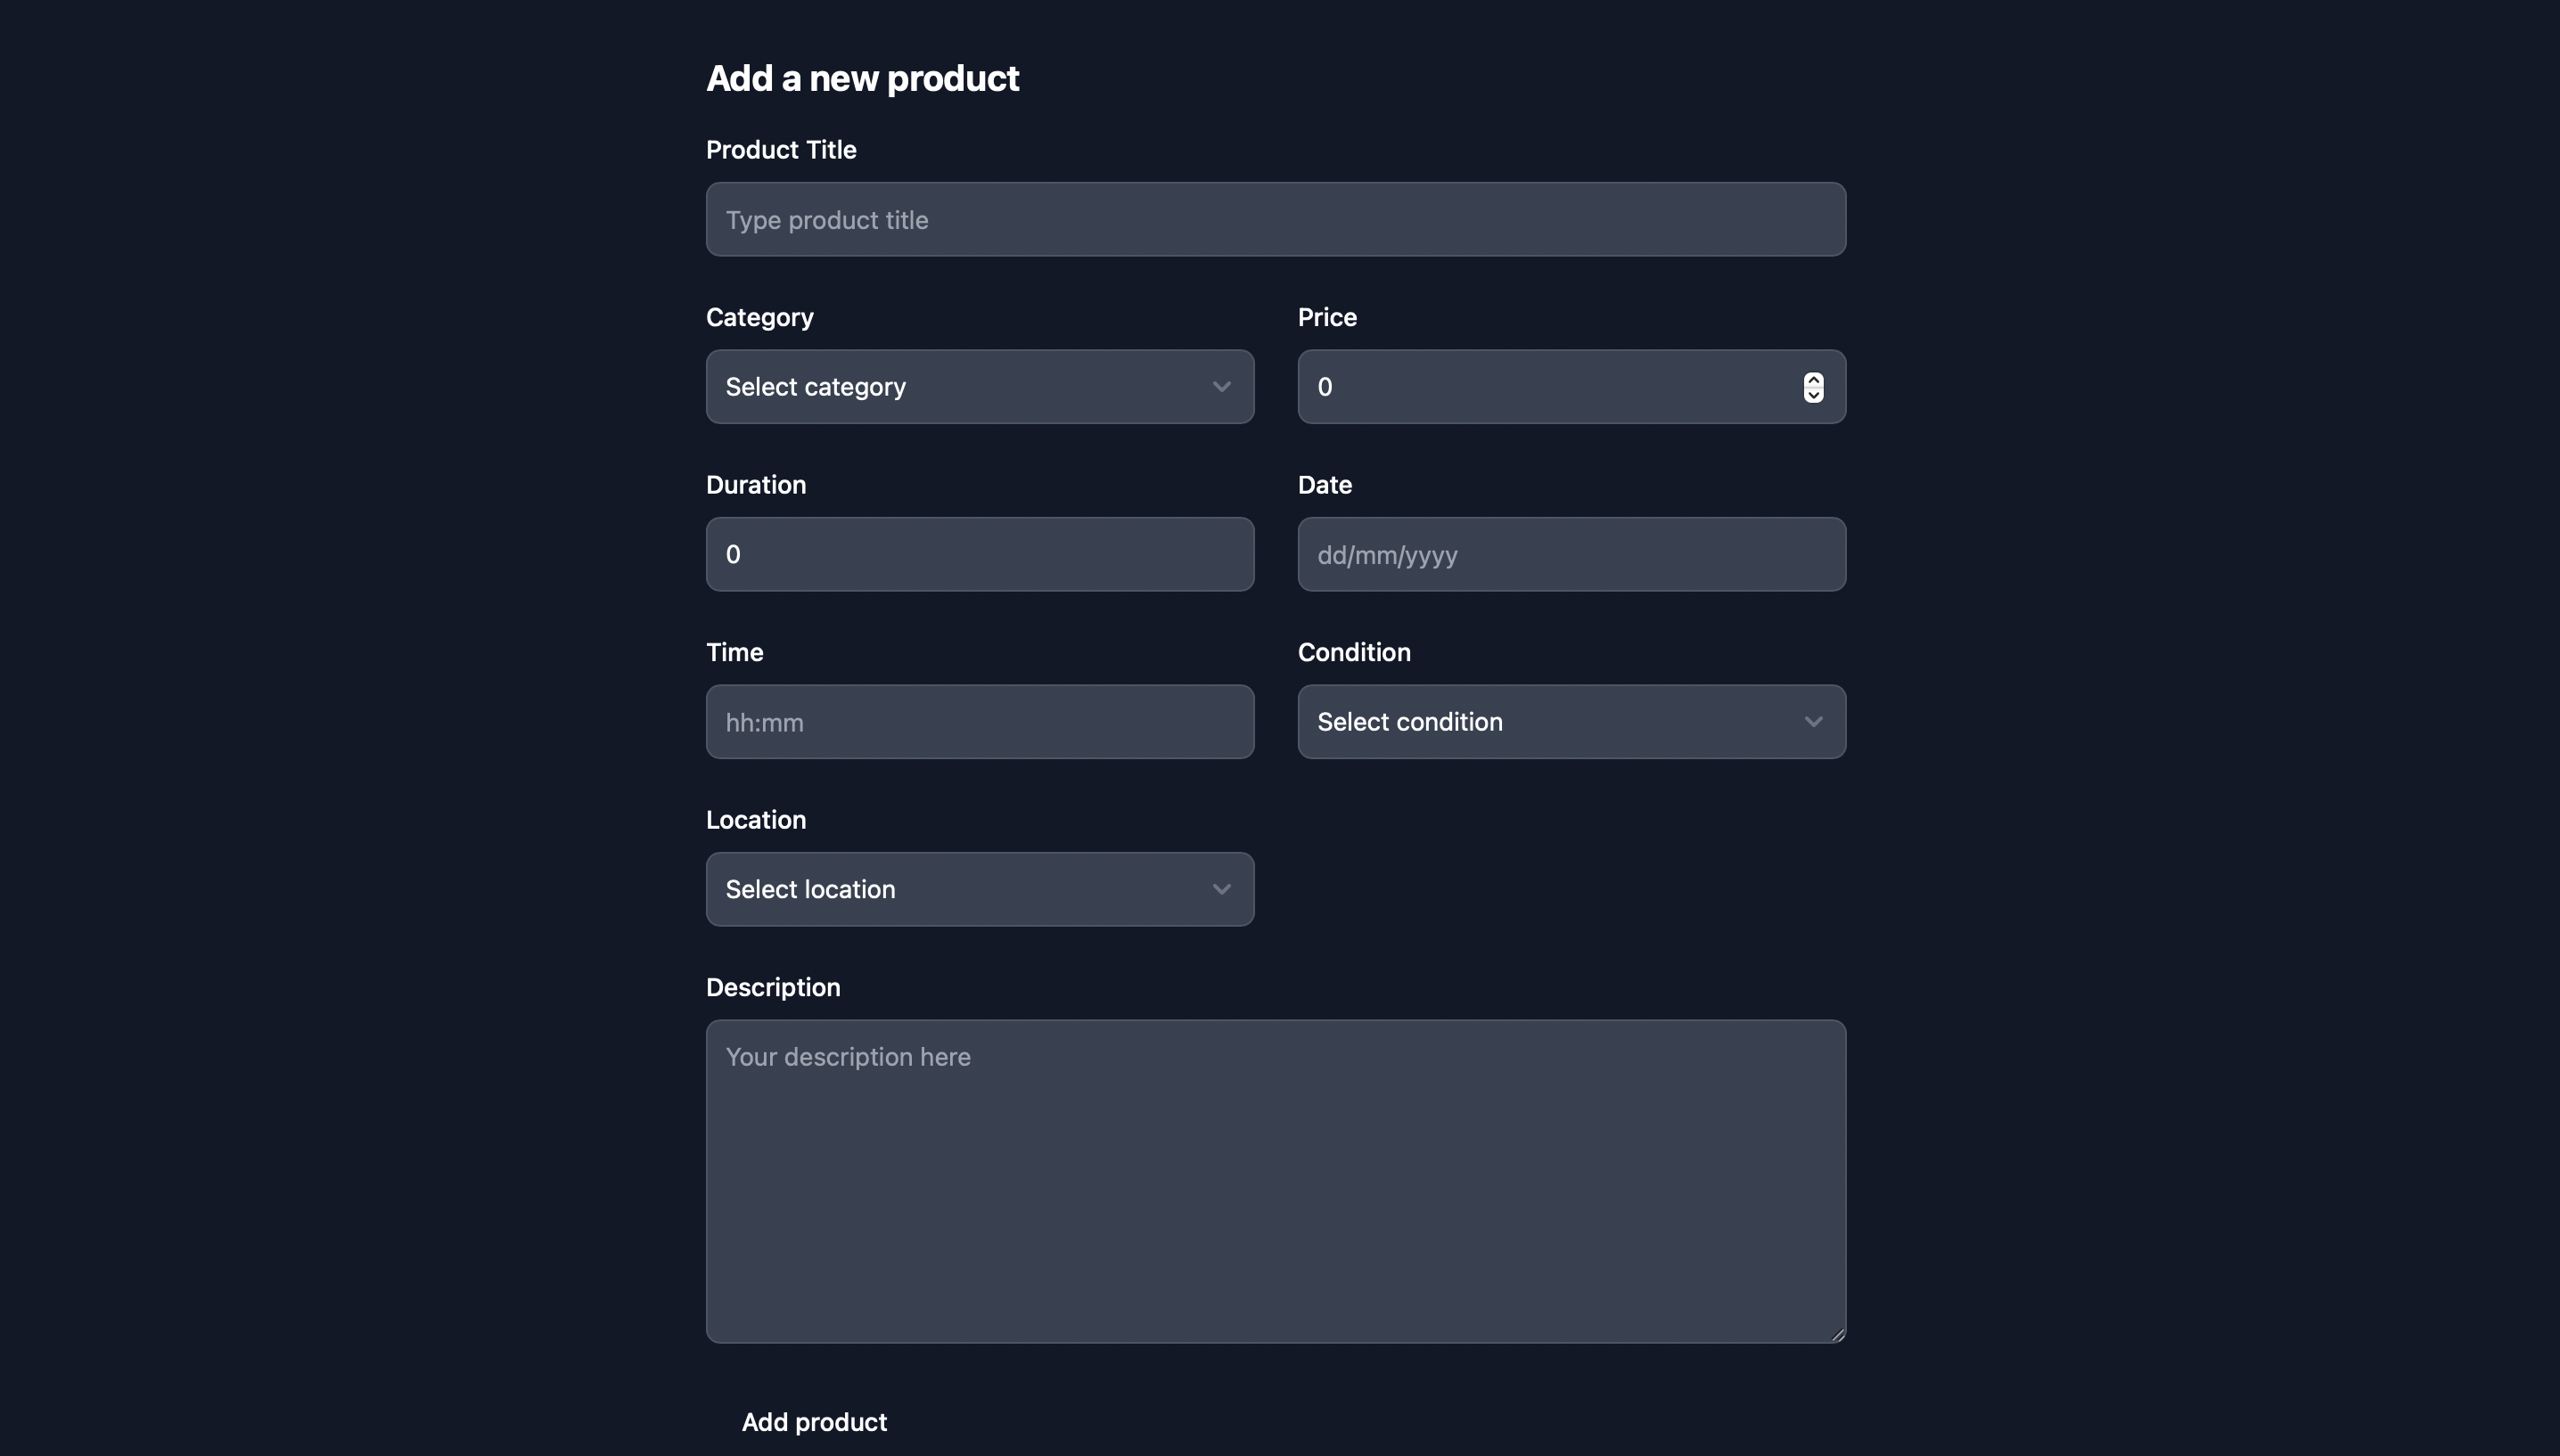 Add a new product
Product Title
Type product title
Category
Price
Select category
0
Duration
Date
0
dd/mm/yyyy
Time
Condition
hh:mm
Select condition
Location
Select location
Description
Your description here
Add product